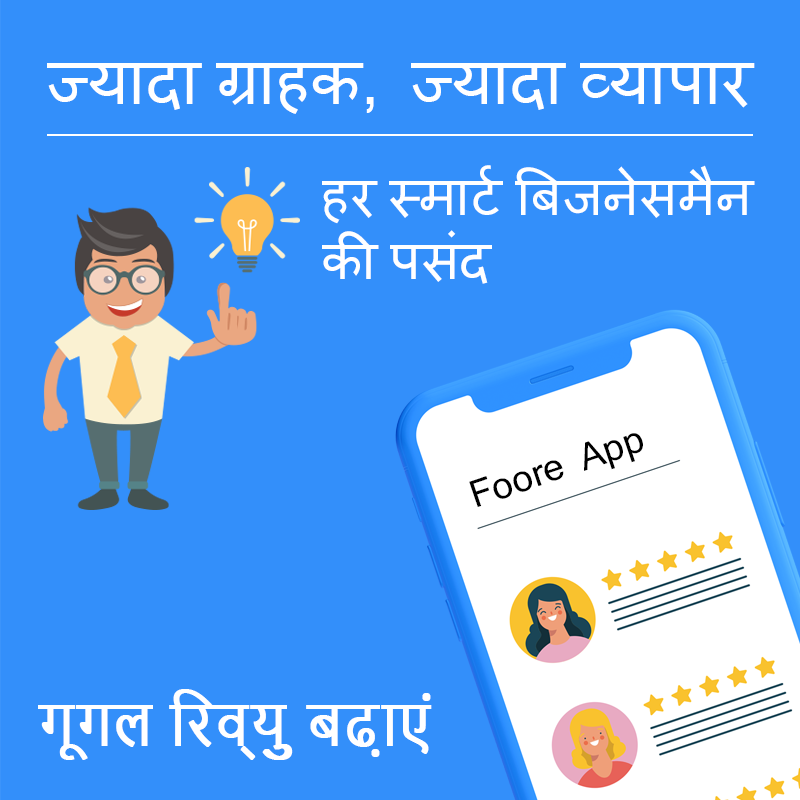 ज्यादा ग्राहक, ज्यादा व्यापार
हर स्मार्ट बिजनेसमैन
की पसंद
Foore App
गूगल रिव्यु बढ़ाएं